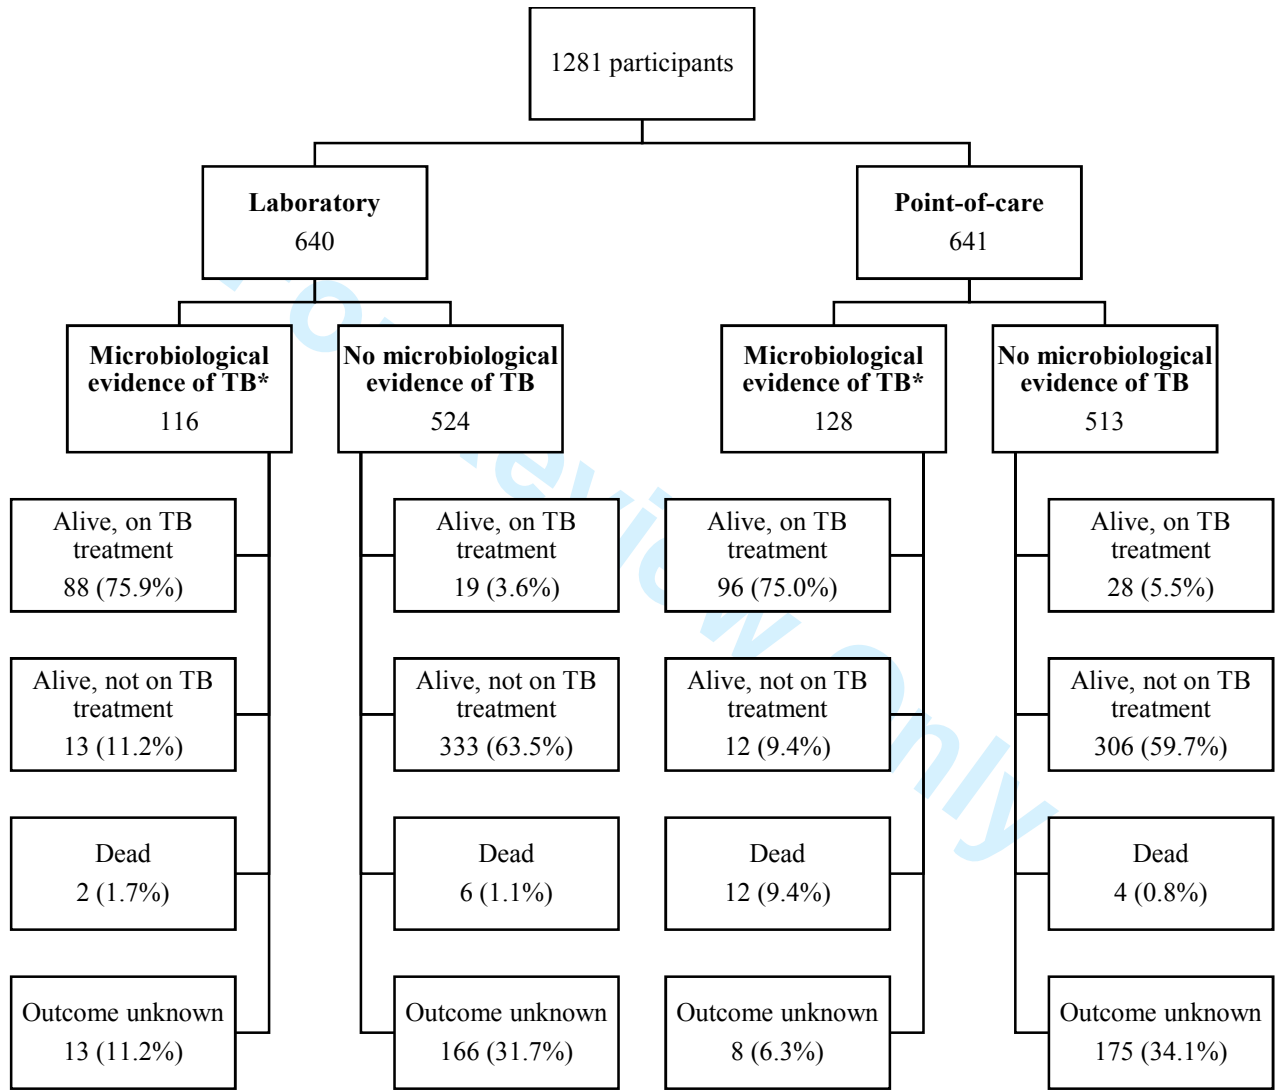 1281 participants
Laboratory
640
Point-of-care
641
Microbiological
evidence of TB*
116
No microbiological
evidence of TB
524
Microbiological
evidence of TB*
128
No microbiological
evidence of TB
513
Alive, on TB
treatment
88 (75.9%)
Alive, on TB
treatment
19 (3.6%)
Alive, on TB
treatment
96 (75.0%)
Alive, on TB
treatment
28 (5.5%)
Alive, not on TB
treatment
13 (11.2%)
Alive, not on TB
treatment
333 (63.5%)
Alive, not on TB
treatment
12 (9.4%)
Alive, not on TB
treatment
306 (59.7%)
Dead
2 (1.7%)
Dead
6 (1.1%)
Dead
12 (9.4%)
Dead
4 (0.8%)
Outcome unknown
13 (11.2%)
Outcome unknown
166 (31.7%)
Outcome unknown
8 (6.3%)
Outcome unknown
175 (34.1%)
For Review Only